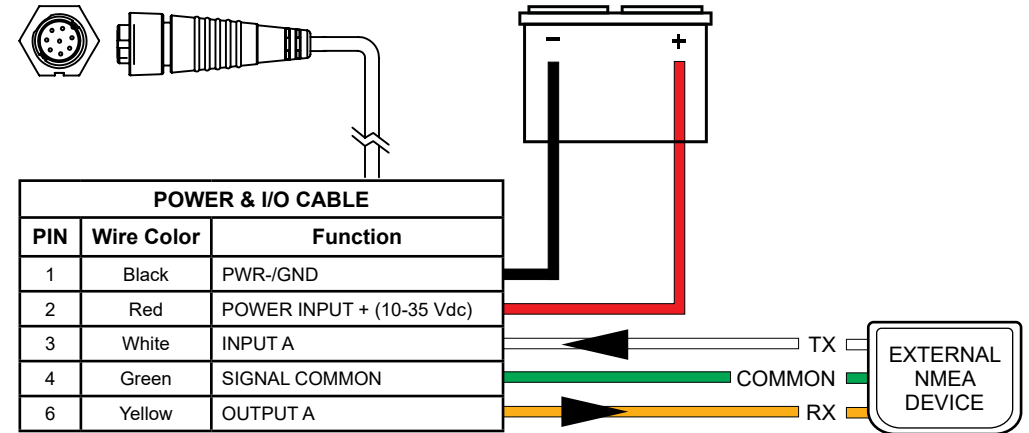 - +
POWER & I/O CABLE
PIN Wire Color Function
1 Black PWR-/GND
2 Red POWER INPUT + (10-35 Vdc)
3 White INPUT A
4 Green SIGNAL COMMON
6 Yellow OUTPUT A
TX
COMMON
RX
EXTERNAL
NMEA
DEVICE